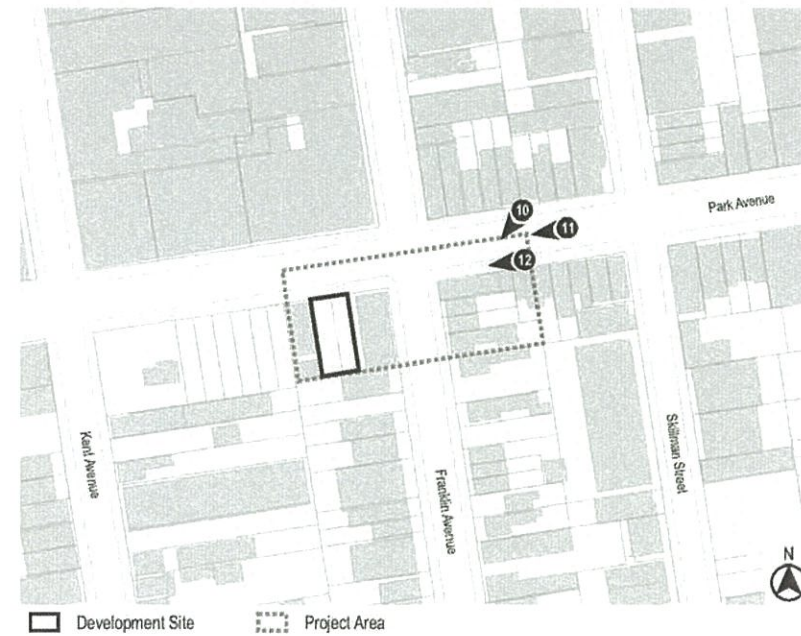 Park Avenue
10
11
12
Kent Avenue
Franklin Avenue
Skillman Street
N
Development Site
Project Area